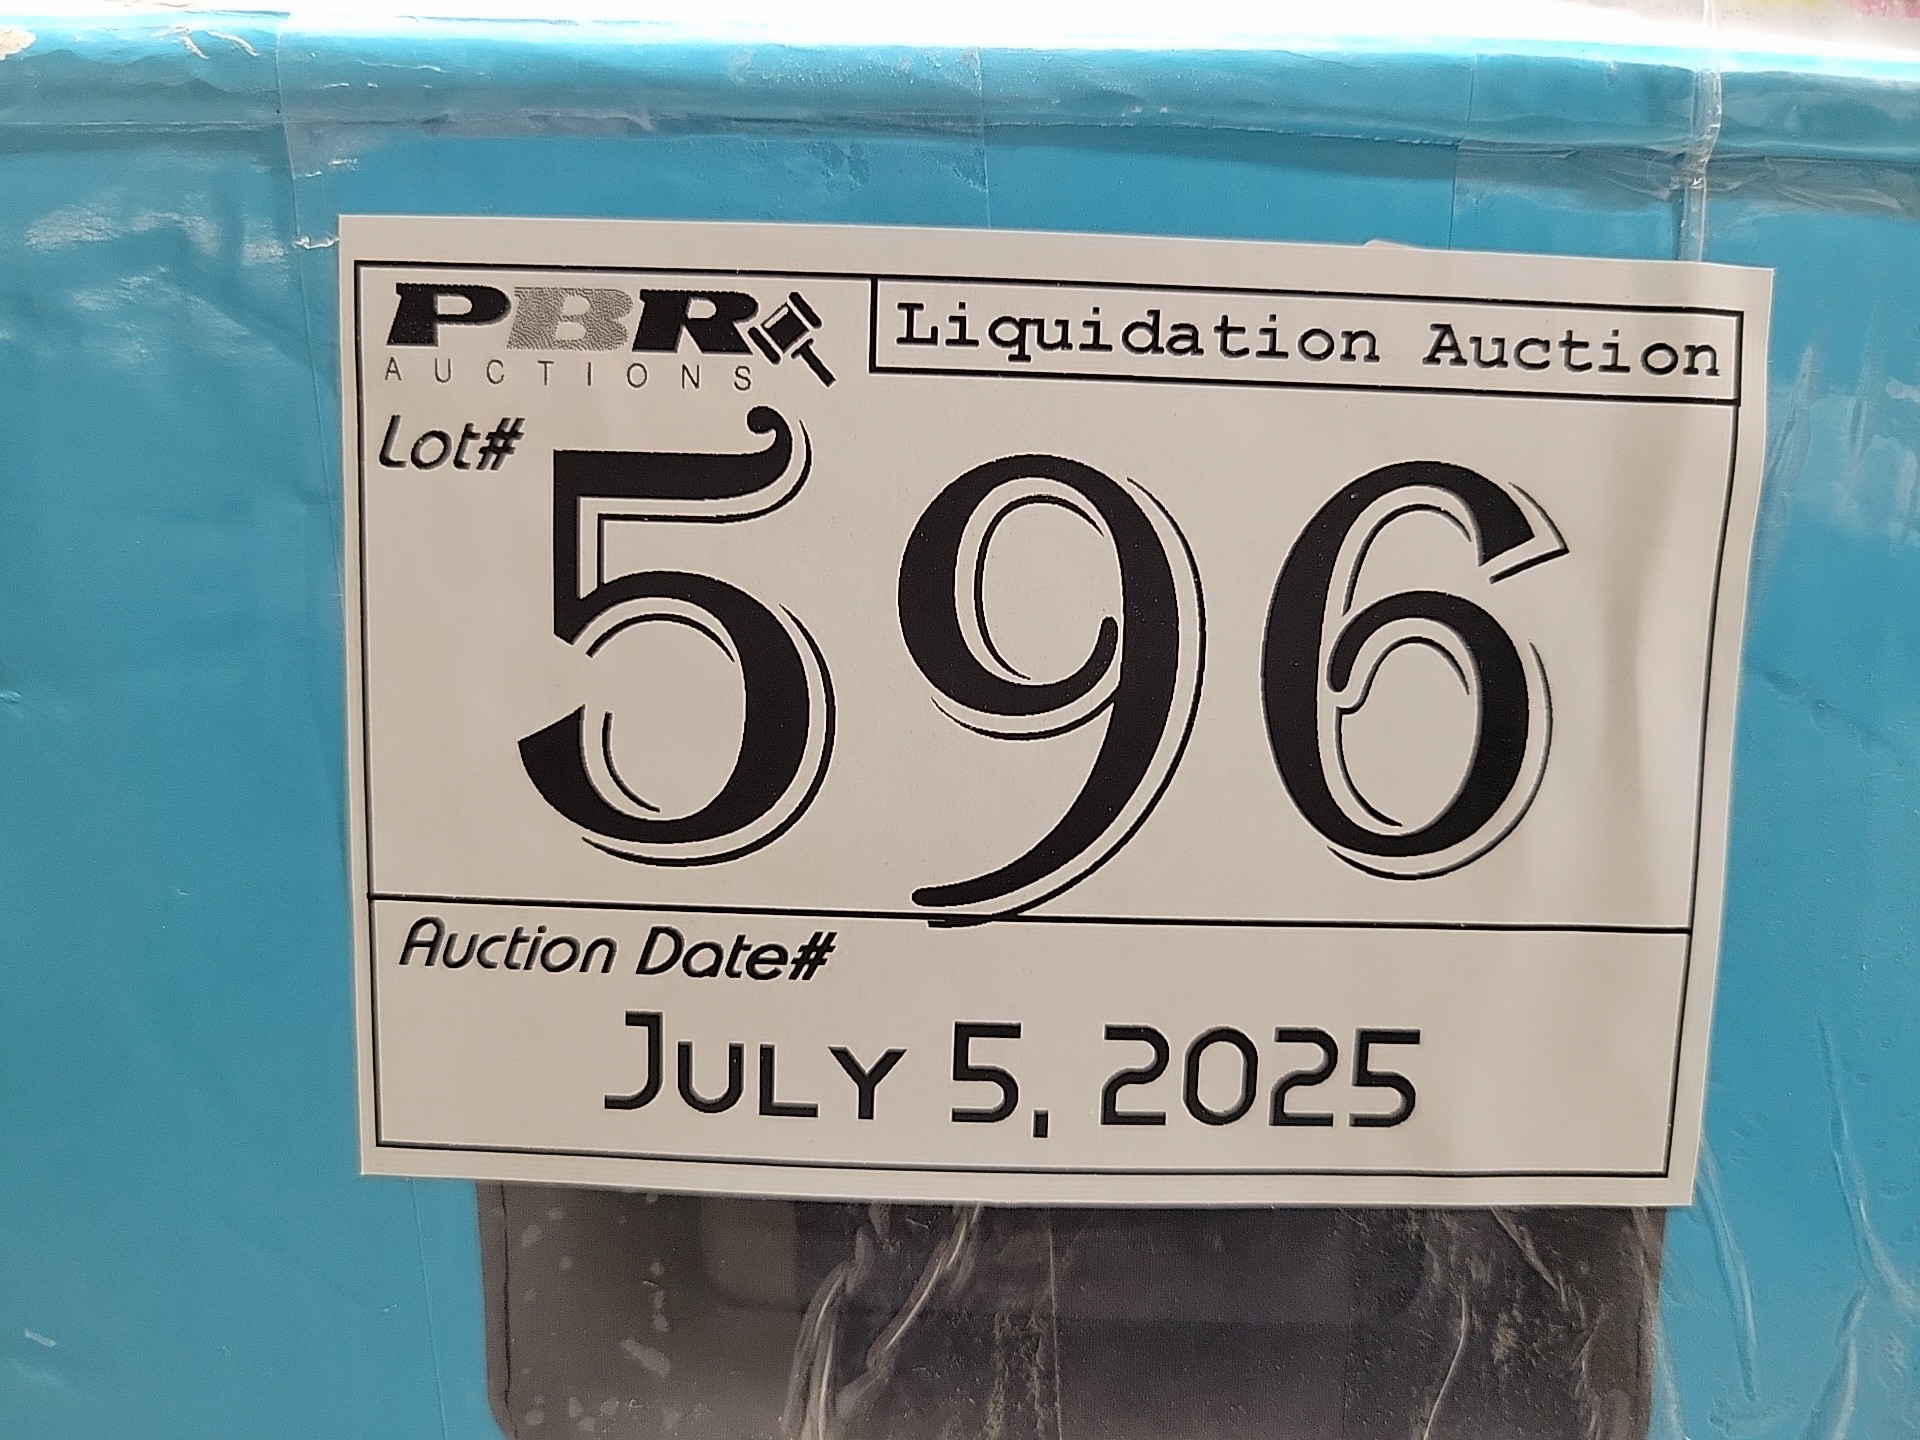 PBR
AUCTIONS
Liquidation Auction
Lot#
596
Auction Date#
July 5, 2025